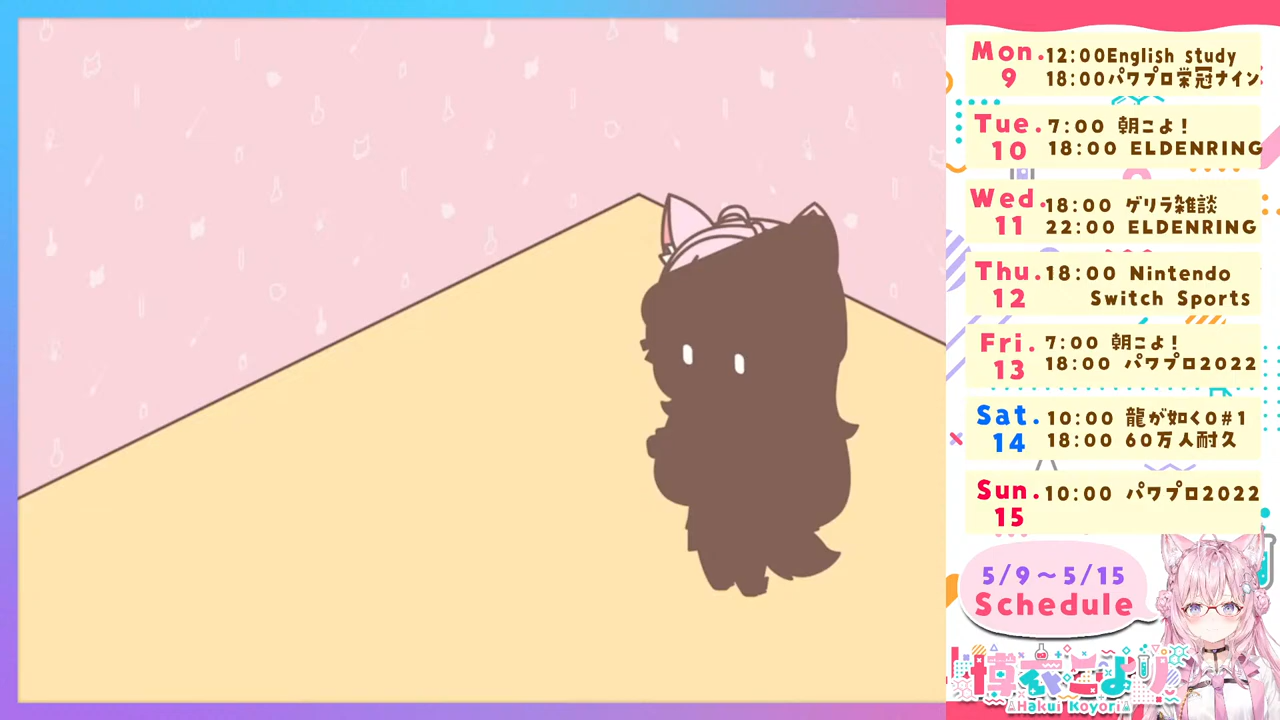 Mon.
9
12:00English study
18:00パワプロ栄冠ナイン
Tue.
10
7:00 朝こよ!
18:00 ELDENRING
Wed.
11
18:00 ゲリラ雑談
22:00 ELDENRING
Thu.
12
18:00 Nintendo
Switch Sports
Fri.
13
7:00 朝こよ!
18:00 パワプロ2022
Sat.
14
10:00 龍が如く0#1
18:00 60万人耐久
Sun.
15
10:00 パワプロ2022
5/9~5/15
Schedule
博衣こより
Hakui Koyori